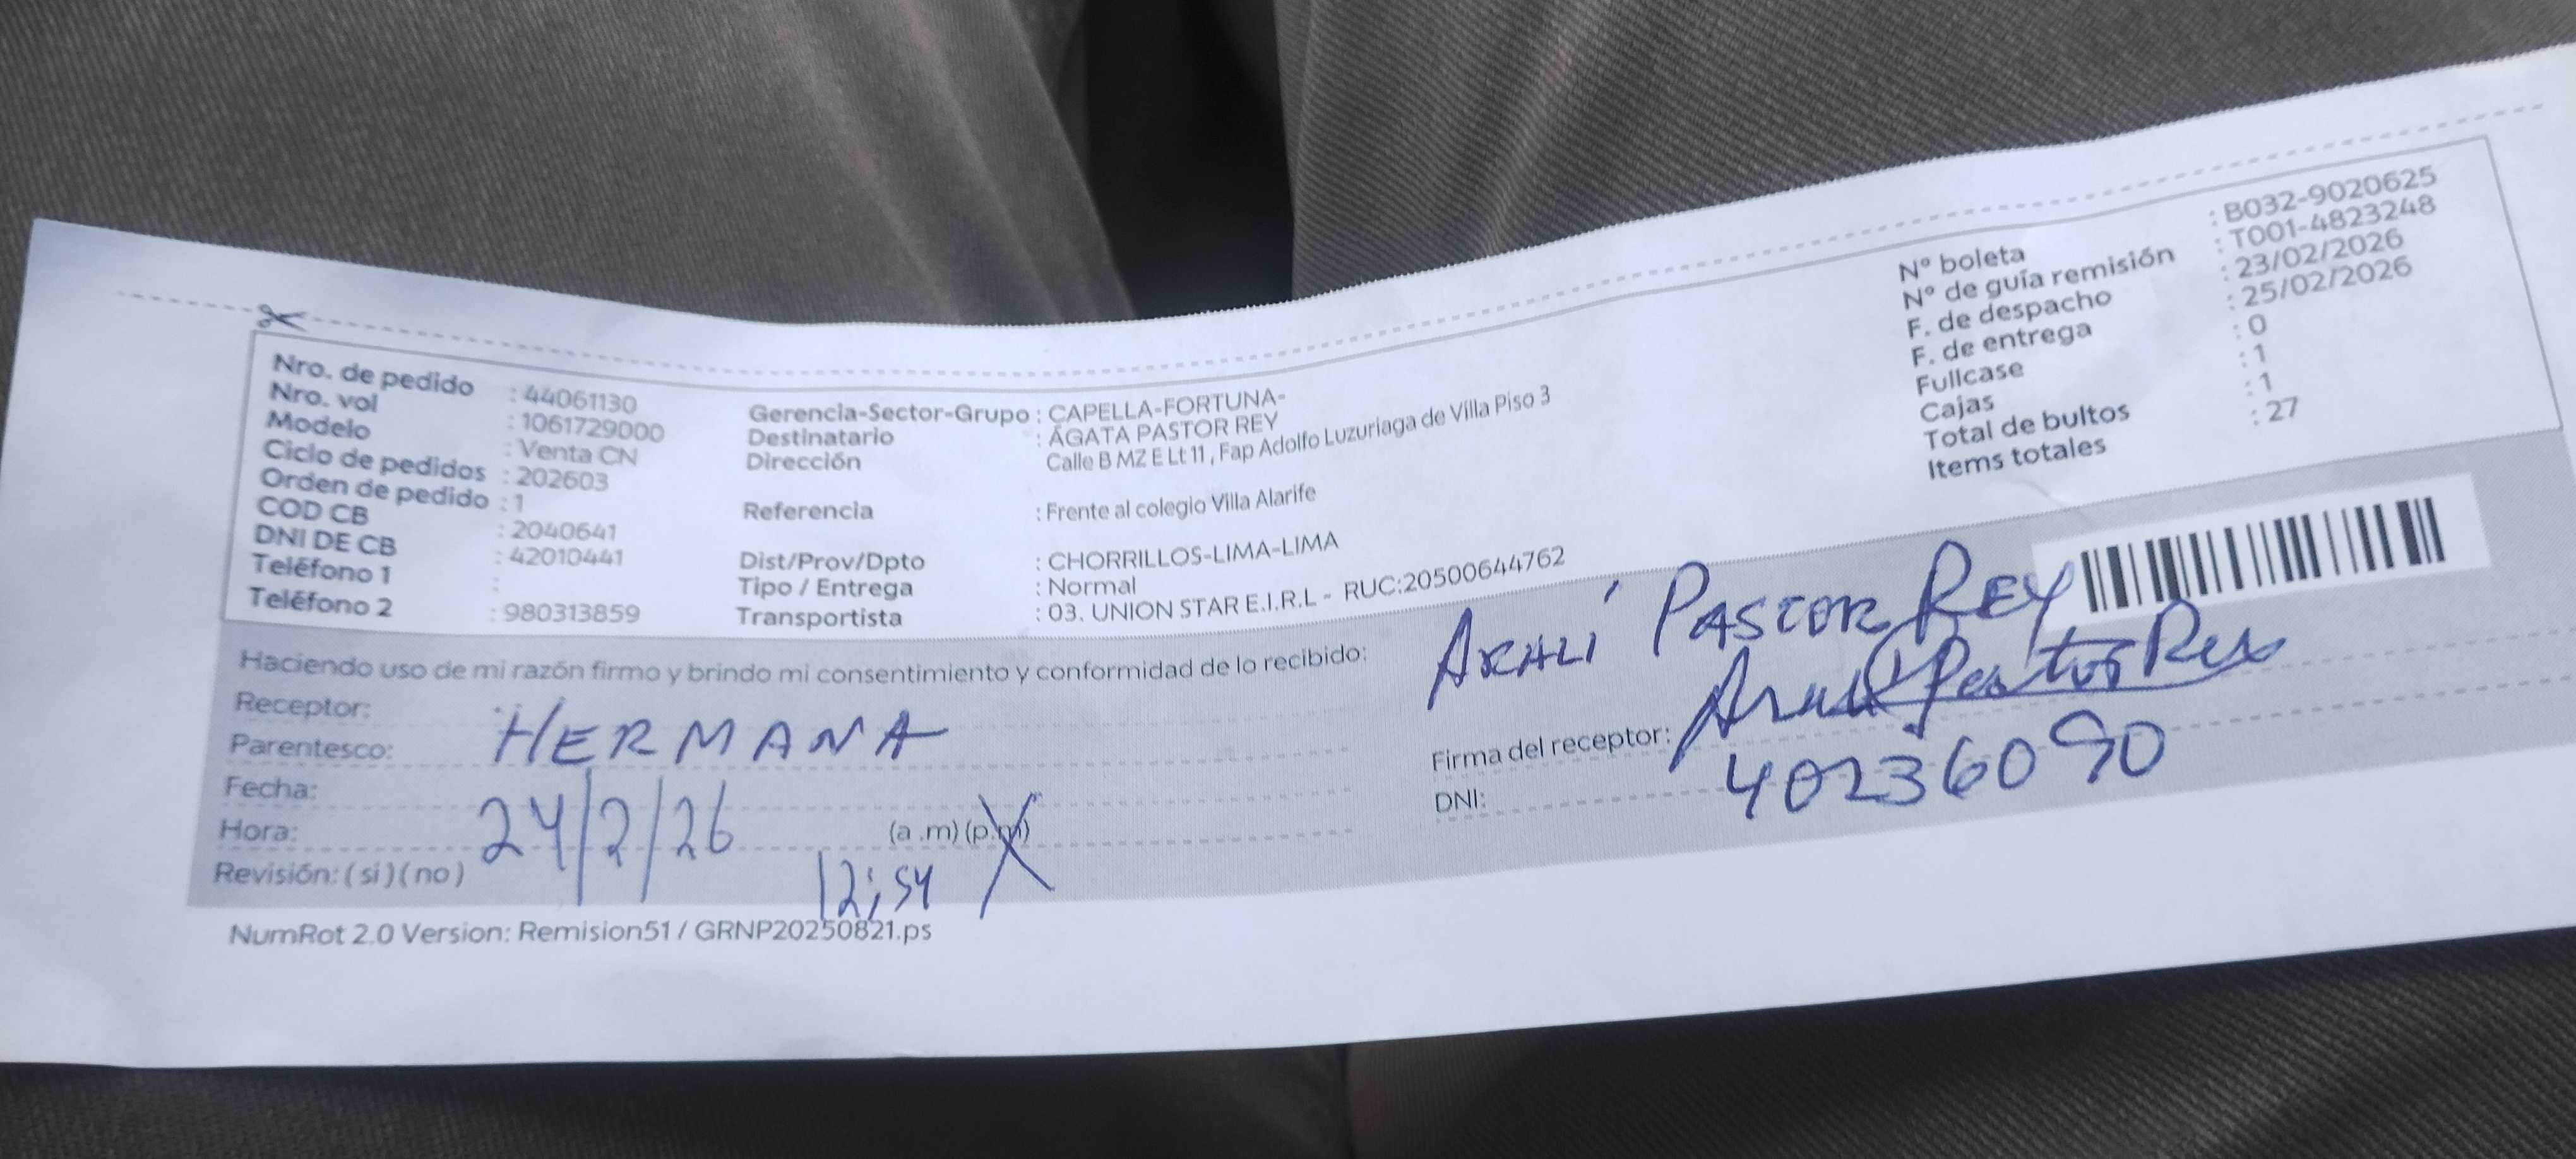 Nro. de pedido : 44061130
Nro. vol : 1061729000
Modelo : Venta CN
Ciclo de pedidos : 202603
Orden de pedido : 1
COD CB : 2040641
DNI DE CB : 42010441
Teléfono 1 :
Teléfono 2 : 980313859
Gerencia-Sector-Grupo : CAPELLA-FORTUNA-
Destinatario : ÁGATA PASTOR REY
Dirección Calle B MZ E Lt 11 , Fap Adolfo Luzuriaga de Villa Piso 3
Referencia : Frente al colegio Villa Alarife
Dist/Prov/Dpto : CHORRILLOS-LIMA-LIMA
Tipo / Entrega : Normal
Transportista : 03. UNION STAR E.I.R.L - RUC:20500644762
N° boleta : B032-9020625
N° de guía remisión : T001-4823248
F. de despacho : 23/02/2026
F. de entrega : 25/02/2026
Fullcase : 0
Cajas : 1
Total de bultos : 1
Items totales : 27
Haciendo uso de mi razón firmo y brindo mi consentimiento y conformidad de lo recibido:
PASTOR REY
Receptor:
Parentesco: HERMANA
Fecha: 24/2/26
Hora: 12:54 (a .m) (p.m) X
Revisión: ( si ) ( no )
Firma del receptor: Pastor Rey
DNI: 40236090
NumRot 2.0 Version: Remision51 / GRNP20250821.ps